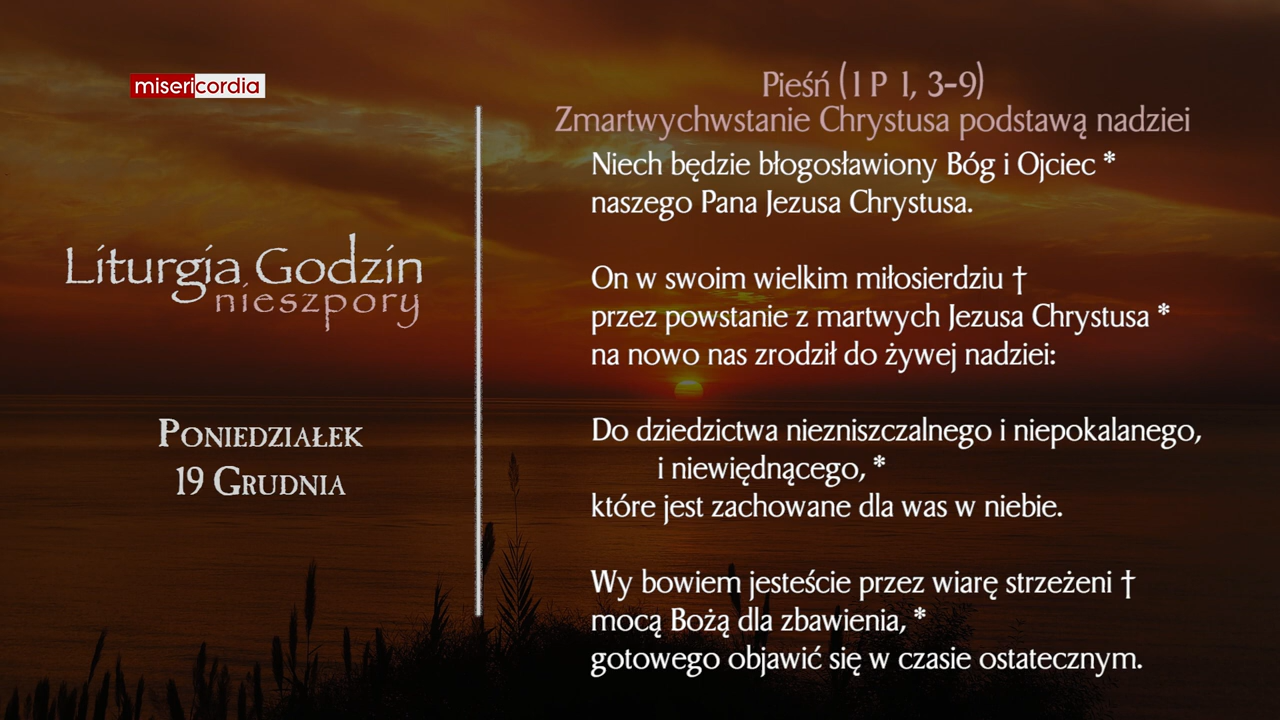 misericordia
Liturgia Godzin
nieszpory
Poniedziałek
19 Grudnia
Pieśń (1 P 1, 3-9)
Zmartwychwstanie Chrystusa podstawą nadziei
Niech będzie błogosławiony Bóg i Ojciec *
naszego Pana Jezusa Chrystusa.
On w swoim wielkim miłosierdziu †
przez powstanie z martwych Jezusa Chrystusa *
na nowo nas zrodził do żywej nadziei:
Do dziedzictwa niezniszczalnego i niepokalanego,
i niewiędnącego, *
które jest zachowane dla was w niebie.
Wy bowiem jesteście przez wiarę strzeżeni †
mocą Bożą dla zbawienia, *
gotowego objawić się w czasie ostatecznym.